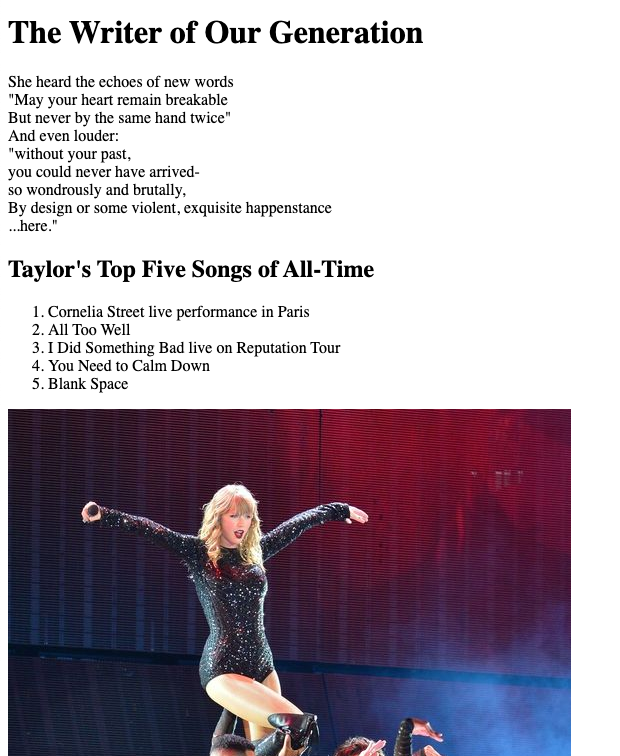 The Writer of Our Generation
She heard the echoes of new words
"May your heart remain breakable
But never by the same hand twice"
And even louder:
"without your past,
you could never have arrived-
so wondrously and brutally,
By design or some violent, exquisite happenstance
...here."
Taylor's Top Five Songs of All-Time
1. Cornelia Street live performance in Paris
2. All Too Well
3. I Did Something Bad live on Reputation Tour
4. You Need to Calm Down
5. Blank Space